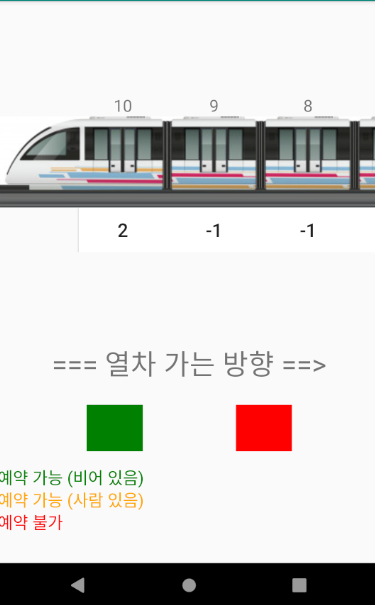 10 9 8
2 -1 -1
=== 열차 가는 방향 ==>
예약 가능 (비어 있음)
예약 가능 (사람 있음)
예약 불가